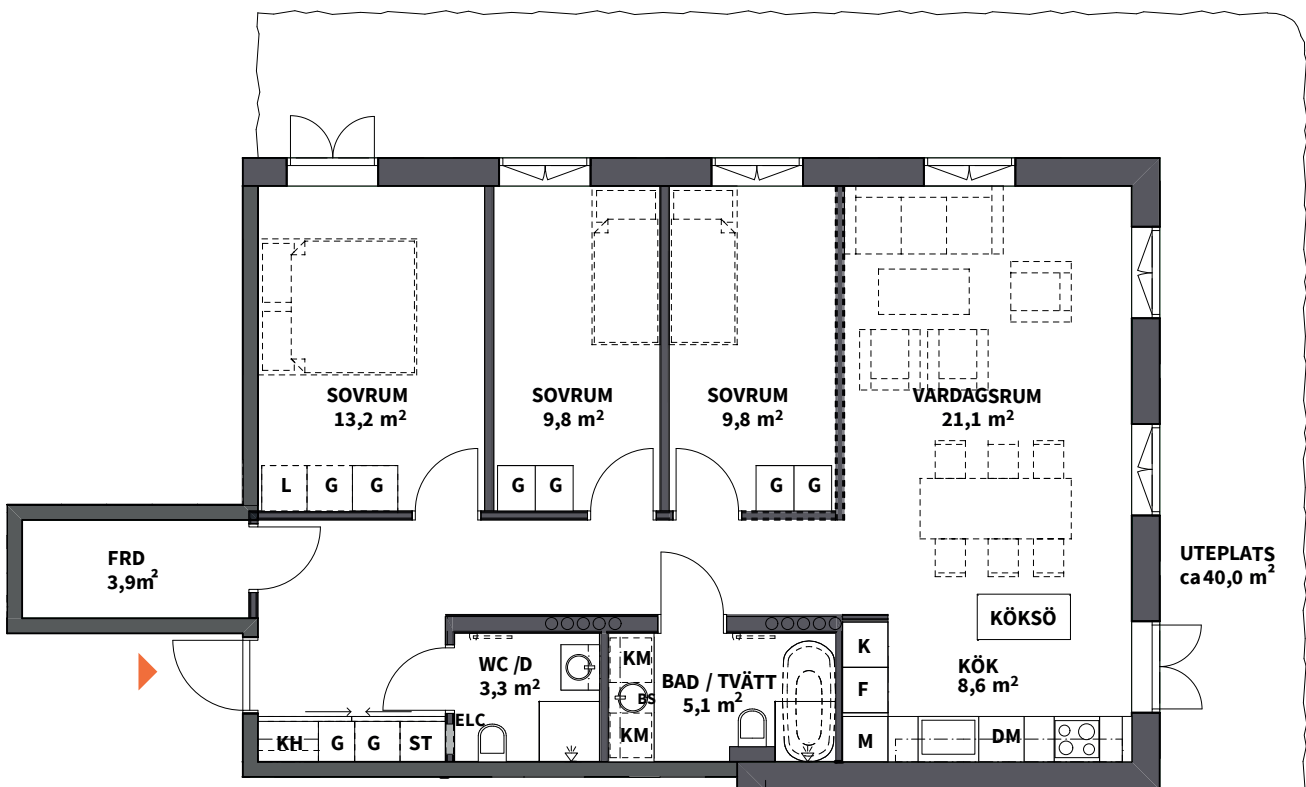 SOVRUM
13,2 m²
SOVRUM
9,8 m²
SOVRUM
9,8 m²
VARDAGSRUM
21,1 m²
L
G
G
G
G
G
G
FRD
3,9m²
UTEPLATS
ca40,0 m²
KÖKSÖ
WC /D
3,3 m²
KM
BS
KM
BAD / TVÄTT
5,1 m²
K
F
M
KÖK
8,6 m²
ELC
KH
G
G
ST
DM